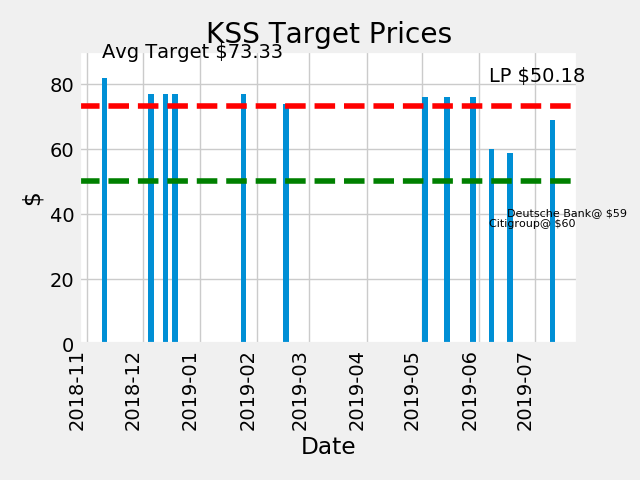 KSS Target Prices
Avg Target $73.33
LP $50.18
80
60
40
20
0
$
Deutsche Bank@ $59
Citigroup@ $60
2018-11
2018-12
2019-01
2019-02
2019-03
2019-04
2019-05
2019-06
2019-07
Date